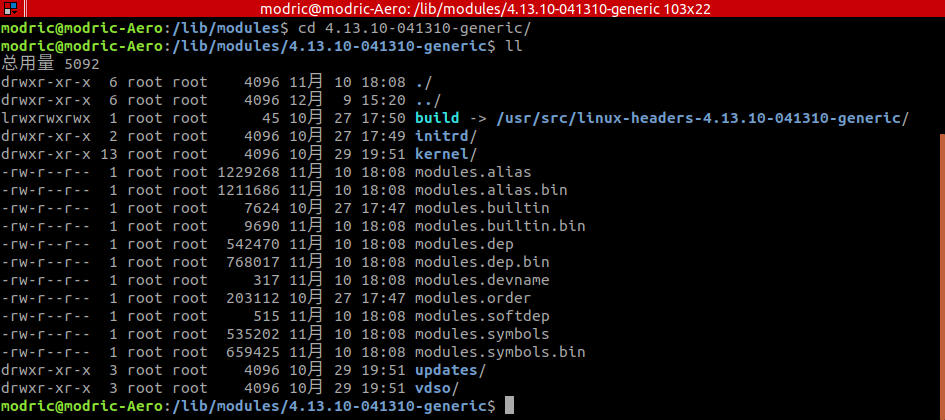 modric@modric-Aero: /lib/modules/4.13.10-041310-generic 103x22
modric@modric-Aero:/lib/modules$ cd 4.13.10-041310-generic/
modric@modric-Aero:/lib/modules/4.13.10-041310-generic$ ll
总用量 5092
drwxr-xr-x  6 root root    4096 11月 10 18:08 ./
drwxr-xr-x  6 root root    4096 12月  9 15:20 ../
lrwxrwxrwx  1 root root      45 10月 27 17:50 build -> /usr/src/linux-headers-4.13.10-041310-generic/
drwxr-xr-x  2 root root    4096 10月 27 17:49 initrd/
drwxr-xr-x 13 root root    4096 10月 29 19:51 kernel/
-rw-r--r--  1 root root 1229268 11月 10 18:08 modules.alias
-rw-r--r--  1 root root 1211686 11月 10 18:08 modules.alias.bin
-rw-r--r--  1 root root    7624 10月 27 17:47 modules.builtin
-rw-r--r--  1 root root    9690 11月 10 18:08 modules.builtin.bin
-rw-r--r--  1 root root  542470 11月 10 18:08 modules.dep
-rw-r--r--  1 root root  768017 11月 10 18:08 modules.dep.bin
-rw-r--r--  1 root root     317 11月 10 18:08 modules.devname
-rw-r--r--  1 root root  203112 10月 27 17:47 modules.order
-rw-r--r--  1 root root     515 11月 10 18:08 modules.softdep
-rw-r--r--  1 root root  535202 11月 10 18:08 modules.symbols
-rw-r--r--  1 root root  659425 11月 10 18:08 modules.symbols.bin
drwxr-xr-x  3 root root    4096 10月 29 19:51 updates/
drwxr-xr-x  3 root root    4096 10月 29 19:51 vdso/
modric@modric-Aero:/lib/modules/4.13.10-041310-generic$